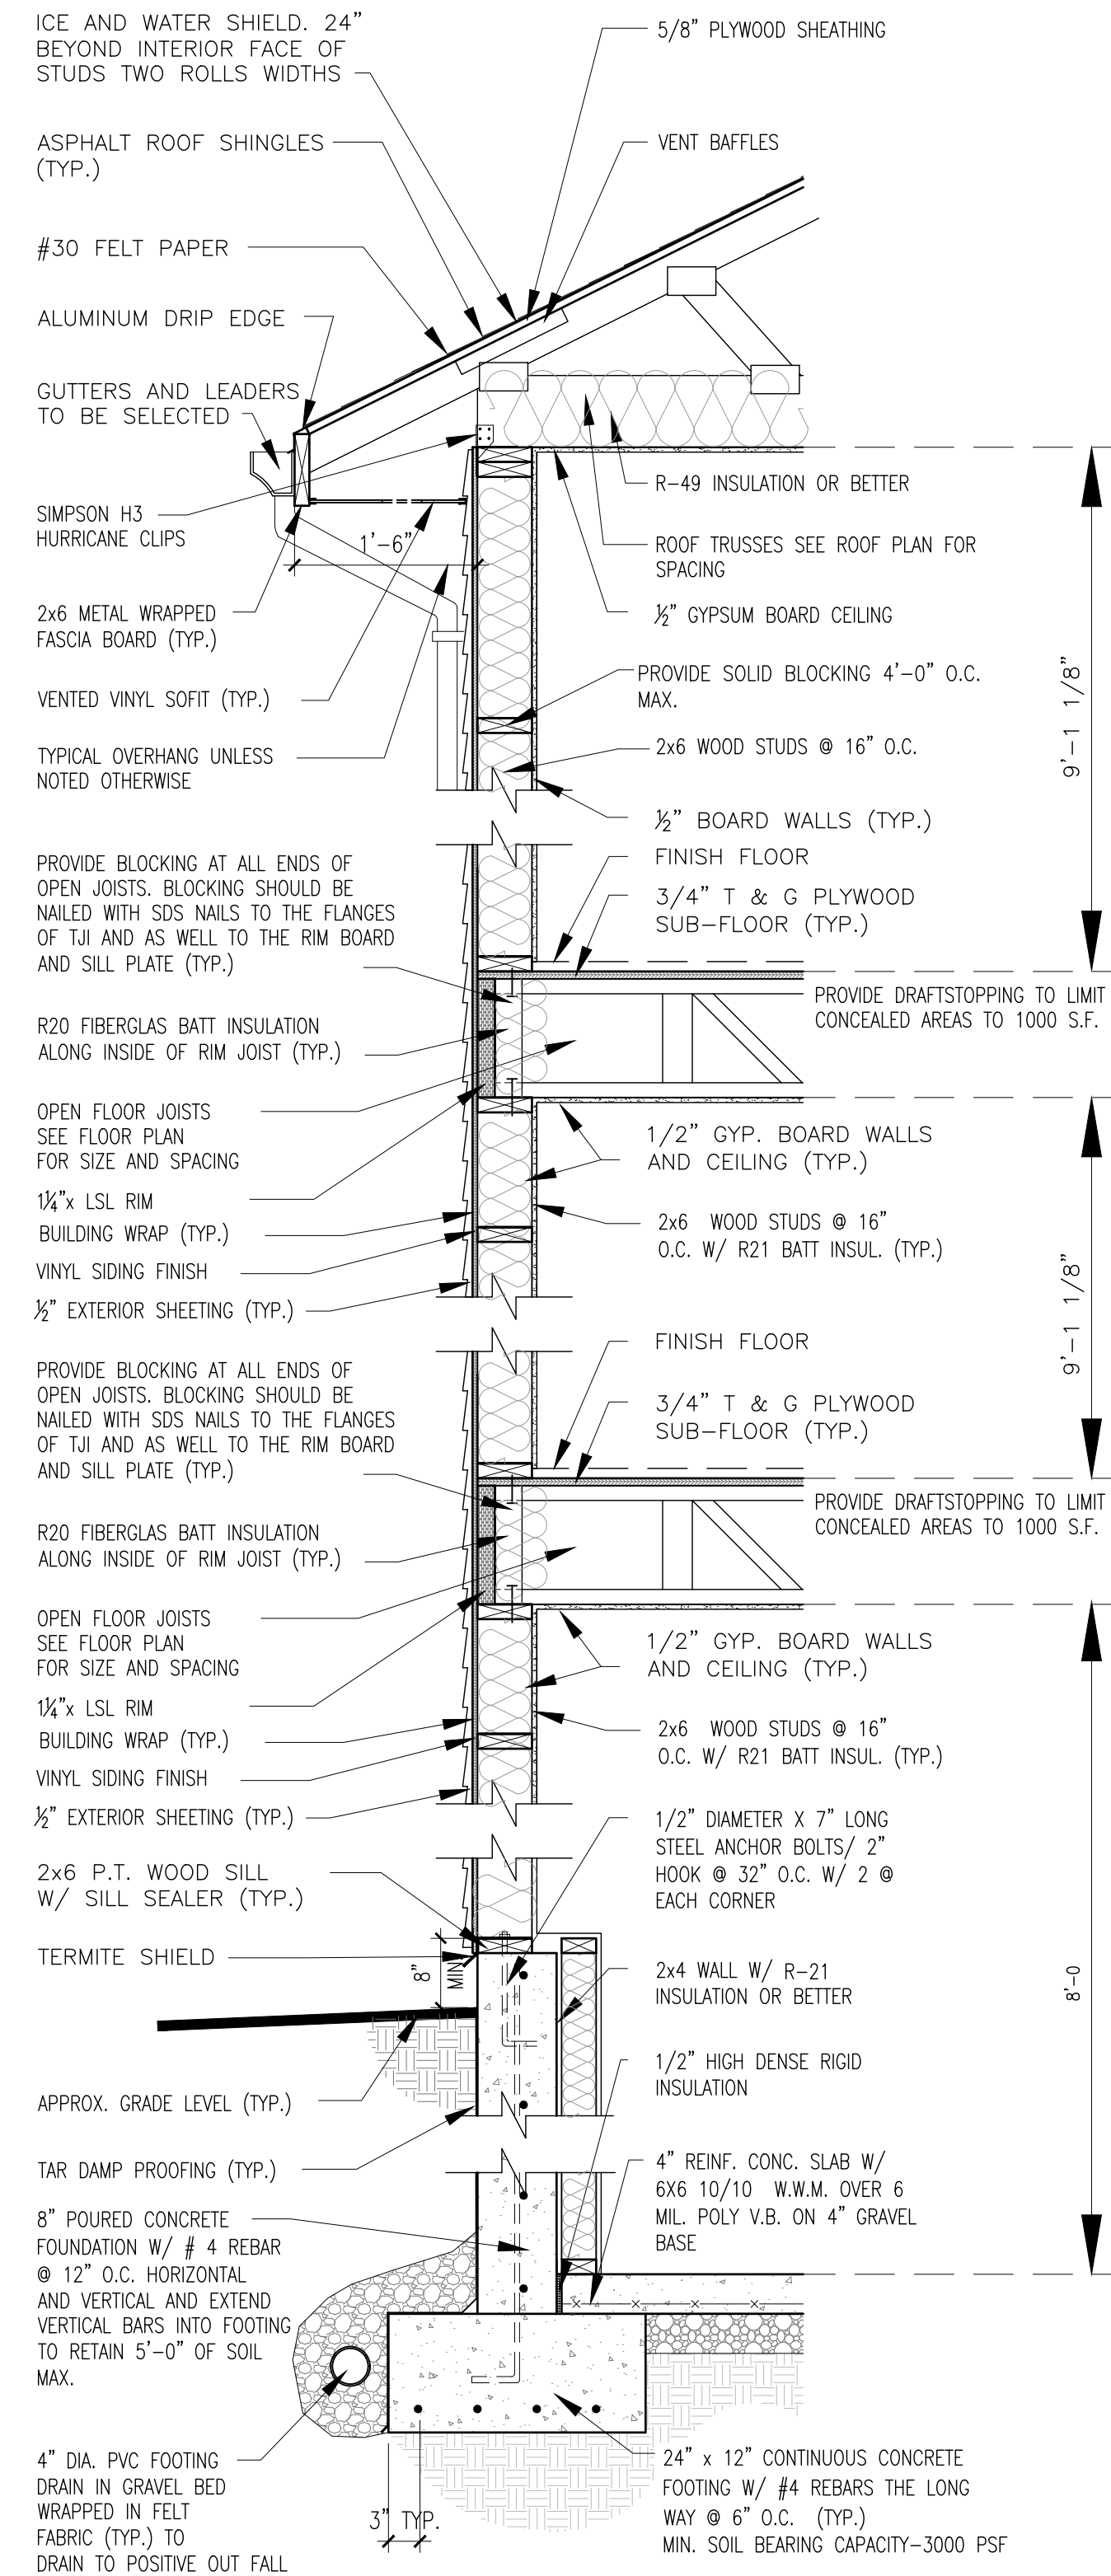 ICE AND WATER SHIELD. 24"
BEYOND INTERIOR FACE OF
STUDS TWO ROLLS WIDTHS
5/8" PLYWOOD SHEATHING
ASPHALT ROOF SHINGLES
(TYP.)
VENT BAFFLES
#30 FELT PAPER
ALUMINUM DRIP EDGE
GUTTERS AND LEADERS
TO BE SELECTED
R-49 INSULATION OR BETTER
SIMPSON H3
HURRICANE CLIPS
1'-6"
ROOF TRUSSES SEE ROOF PLAN FOR
SPACING
2x6 METAL WRAPPED
FASCIA BOARD (TYP.)
½" GYPSUM BOARD CEILING
VENTED VINYL SOFIT (TYP.)
PROVIDE SOLID BLOCKING 4'-0" O.C.
MAX.
9'-1 1/8"
TYPICAL OVERHANG UNLESS
NOTED OTHERWISE
2x6 WOOD STUDS @ 16" O.C.
½" BOARD WALLS (TYP.)
FINISH FLOOR
3/4" T & G PLYWOOD
SUB-FLOOR (TYP.)
PROVIDE BLOCKING AT ALL ENDS OF
OPEN JOISTS. BLOCKING SHOULD BE
NAILED WITH SDS NAILS TO THE FLANGES
OF TJI AND AS WELL TO THE RIM BOARD
AND SILL PLATE (TYP.)
PROVIDE DRAFTSTOPPING TO LIMIT
CONCEALED AREAS TO 1000 S.F.
R20 FIBERGLAS BATT INSULATION
ALONG INSIDE OF RIM JOIST (TYP.)
OPEN FLOOR JOISTS
SEE FLOOR PLAN
FOR SIZE AND SPACING
1/2" GYP. BOARD WALLS
AND CEILING (TYP.)
1¼"x LSL RIM
BUILDING WRAP (TYP.)
2x6 WOOD STUDS @ 16"
O.C. W/ R21 BATT INSUL. (TYP.)
VINYL SIDING FINISH
½" EXTERIOR SHEETING (TYP.)
9'-1 1/8"
FINISH FLOOR
3/4" T & G PLYWOOD
SUB-FLOOR (TYP.)
PROVIDE BLOCKING AT ALL ENDS OF
OPEN JOISTS. BLOCKING SHOULD BE
NAILED WITH SDS NAILS TO THE FLANGES
OF TJI AND AS WELL TO THE RIM BOARD
AND SILL PLATE (TYP.)
PROVIDE DRAFTSTOPPING TO LIMIT
CONCEALED AREAS TO 1000 S.F.
R20 FIBERGLAS BATT INSULATION
ALONG INSIDE OF RIM JOIST (TYP.)
OPEN FLOOR JOISTS
SEE FLOOR PLAN
FOR SIZE AND SPACING
1/2" GYP. BOARD WALLS
AND CEILING (TYP.)
1¼"x LSL RIM
BUILDING WRAP (TYP.)
2x6 WOOD STUDS @ 16"
O.C. W/ R21 BATT INSUL. (TYP.)
VINYL SIDING FINISH
½" EXTERIOR SHEETING (TYP.)
1/2" DIAMETER X 7" LONG
STEEL ANCHOR BOLTS/ 2"
HOOK @ 32" O.C. W/ 2 @
EACH CORNER
2x6 P.T. WOOD SILL
W/ SILL SEALER (TYP.)
TERMITE SHIELD
8"
MIN.
2x4 WALL W/ R-21
INSULATION OR BETTER
8'-0
1/2" HIGH DENSE RIGID
INSULATION
APPROX. GRADE LEVEL (TYP.)
TAR DAMP PROOFING (TYP.)
4" REINF. CONC. SLAB W/
6X6 10/10 W.W.M. OVER 6
MIL. POLY V.B. ON 4" GRAVEL
BASE
8" POURED CONCRETE
FOUNDATION W/ # 4 REBAR
@ 12" O.C. HORIZONTAL
AND VERTICAL AND EXTEND
VERTICAL BARS INTO FOOTING
TO RETAIN 5'-0" OF SOIL
MAX.
4" DIA. PVC FOOTING
DRAIN IN GRAVEL BED
WRAPPED IN FELT
FABRIC (TYP.) TO
DRAIN TO POSITIVE OUT FALL
3" TYP.
24" x 12" CONTINUOUS CONCRETE
FOOTING W/ #4 REBARS THE LONG
WAY @ 6" O.C. (TYP.)
MIN. SOIL BEARING CAPACITY-3000 PSF